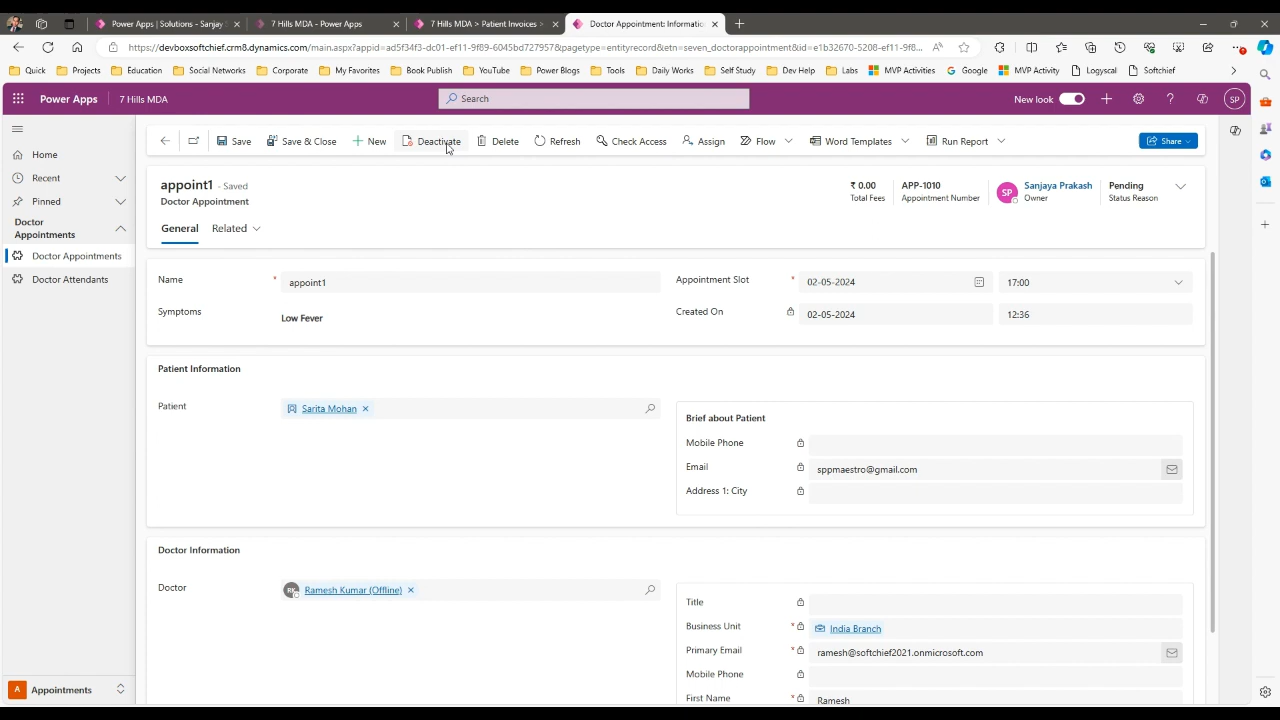 Power Apps | Solutions - Sanjay S
7 Hills MDA - Power Apps
7 Hills MDA > Patient Invoices >
Doctor Appointment: Informatio
https://devboxsoftchief.crm8.dynamics.com/main.aspx?appid=ad5f34f3-dc01-ef11-9f89-6045bd727957&pagetype=entityrecord&etn=seven_doctorappointment&id=e1b32670-5208-ef11-9f8...
Quick
Projects
Education
Social Networks
Corporate
My Favorites
Book Publish
YouTube
Power Blogs
Tools
Daily Works
Self Study
Dev Help
Labs
MVP Activities
Google
MVP Activity
Logyscal
Softchief
Power Apps
7 Hills MDA
Search
New look
SP
Save
Save & Close
New
Deactivate
Delete
Refresh
Check Access
Assign
Flow
Word Templates
Run Report
Share
Home
Recent
Pinned
Doctor
Appointments
Doctor Appointments
Doctor Attendants
appoint1 - Saved
Doctor Appointment
₹ 0.00
Total Fees
APP-1010
Appointment Number
SP
Sanjaya Prakash
Owner
Pending
Status Reason
General
Related
Name *
appoint1
Appointment Slot *
02-05-2024
17:00
Symptoms
Low Fever
Created On
02-05-2024
12:36
Patient Information
Patient
Sarita Mohan
Brief about Patient
Mobile Phone
Email
sppmaestro@gmail.com
Address 1: City
Doctor Information
Doctor
RK
Ramesh Kumar (Offline)
Title
Business Unit *
India Branch
Primary Email *
ramesh@softchief2021.onmicrosoft.com
Mobile Phone
First Name *
Ramesh
A
Appointments